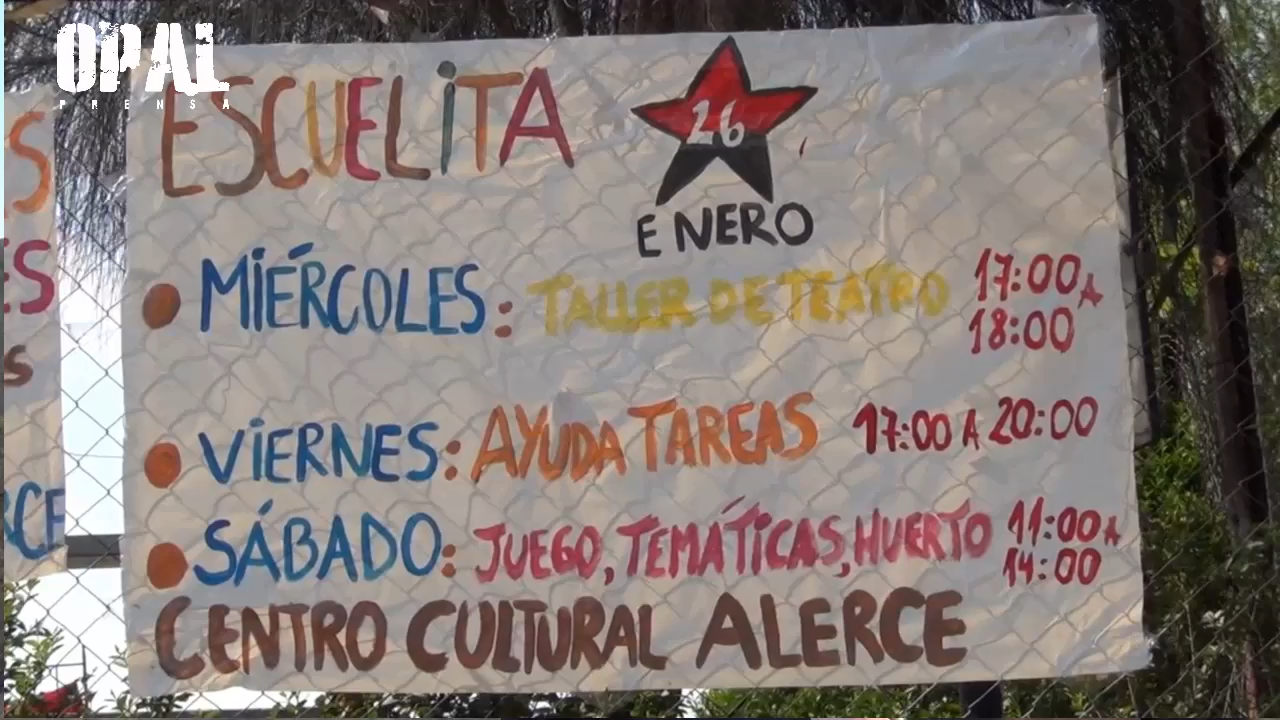 OPAL
PRENSA
ESCUELITA
26
ENERO
MIÉRCOLES: TALLER DE TEATRO 17:00 A
18:00
VIERNES: AYUDA TAREAS 17:00 A 20:00
SÁBADO: JUEGO, TEMÁTICAS, HUERTO 11:00 A
14:00
CENTRO CULTURAL ALERCE